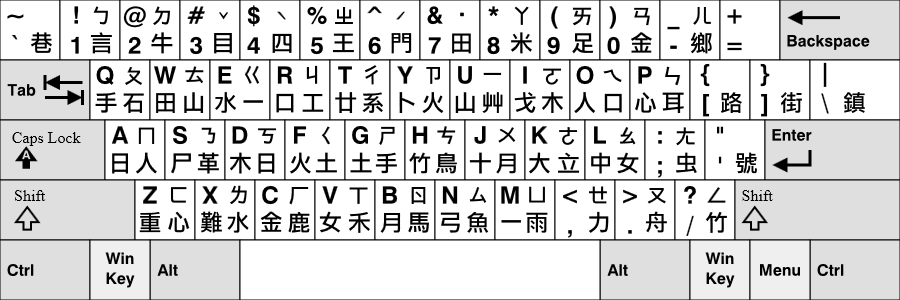 ~ ! ㄅ @ ㄉ # ˇ $ ˋ % ㄓ ^ ˊ & ˙ * ㄚ ( ㄞ ) ㄢ _ ㄦ +
` 巷 1 言 2 牛 3 目 4 四 5 王 6 門 7 田 8 米 9 足 0 金 - 鄉 = Backspace
Q ㄆ W ㄊ E ㄍ R ㄐ T ㄔ Y ㄗ U ㄧ I ㄛ O ㄟ P ㄣ { } |
Tab 手 石 田 山 水 一 口 工 廿 系 卜 火 山 艸 戈 木 人 口 心 耳 [ 路 ] 街 \ 鎮
Caps Lock A ㄇ S ㄋ D ㄎ F ㄑ G ㄕ H ㄘ J ㄨ K ㄜ L ㄠ : ㄤ " Enter
A 日 人 尸 革 木 日 火 土 土 手 竹 鳥 十 月 大 立 中 女 ; 虫 ' 號
Shift Z ㄈ X ㄌ C ㄏ V ㄒ B ㄖ N ㄙ M ㄩ < ㄝ > ㄡ ? ㄥ Shift
重 心 難 水 金 鹿 女 禾 月 馬 弓 魚 一 雨 , 力 . 舟 / 竹
Ctrl Win Key Alt Alt Win Key Menu Ctrl